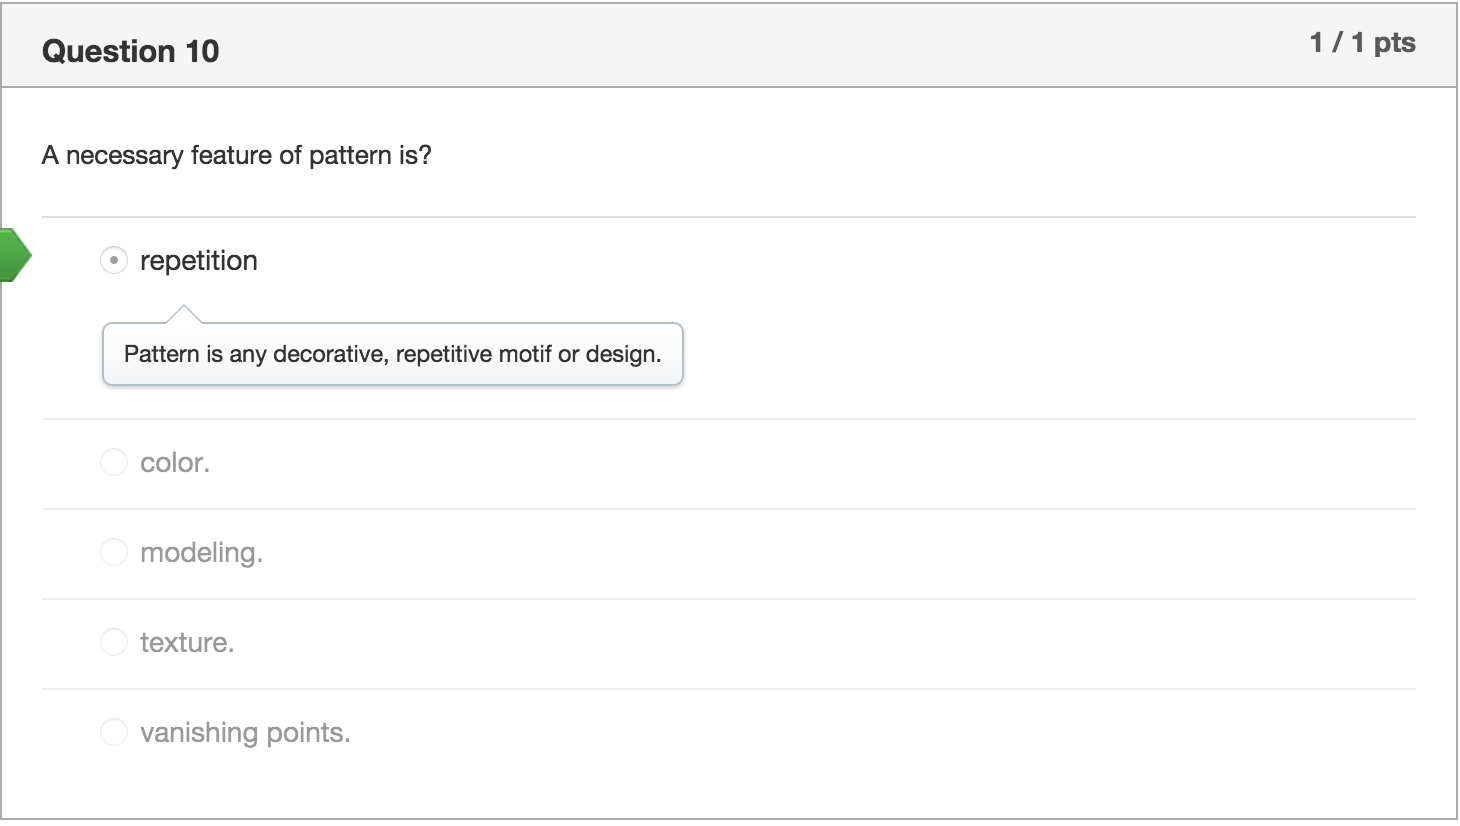 Question 10
1 / 1 pts
A necessary feature of pattern is?
repetition
Pattern is any decorative, repetitive motif or design.
color.
modeling.
texture.
vanishing points.